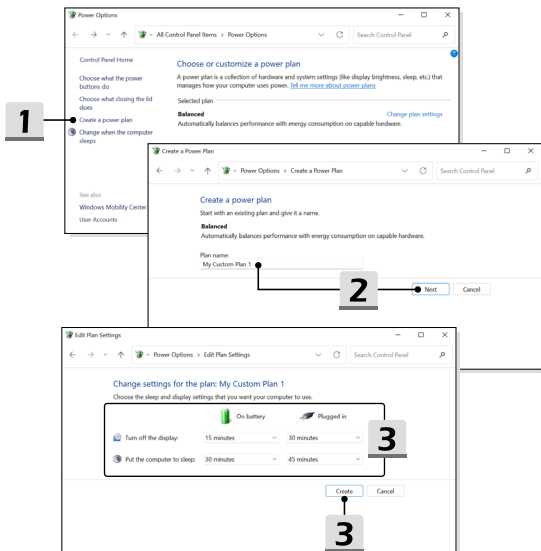 Power Options
All Control Panel Items > Power Options
Search Control Panel
Control Panel Home
Choose what the power
buttons do
Choose what closing the lid
does
Create a power plan
Change when the computer
sleeps
See also
Windows Mobility Center
User Accounts
Choose or customize a power plan
A power plan is a collection of hardware and system settings (like display brightness, sleep, etc.) that
manages how your computer uses power. Tell me more about power plans
Selected plan
Balanced
Change plan settings
Automatically balances performance with energy consumption on capable hardware.
1
Create a Power Plan
Power Options > Create a Power Plan
Search Control Panel
Create a power plan
Start with an existing plan and give it a name.
Balanced
Automatically balances performance with energy consumption on capable hardware.
Plan name:
My Custom Plan 1
2
Next
Cancel
Edit Plan Settings
Power Options > Edit Plan Settings
Search Control Panel
Change settings for the plan: My Custom Plan 1
Choose the sleep and display settings that you want your computer to use.
On battery
Plugged in
Turn off the display:
15 minutes
30 minutes
Put the computer to sleep:
30 minutes
45 minutes
3
Create
Cancel
3